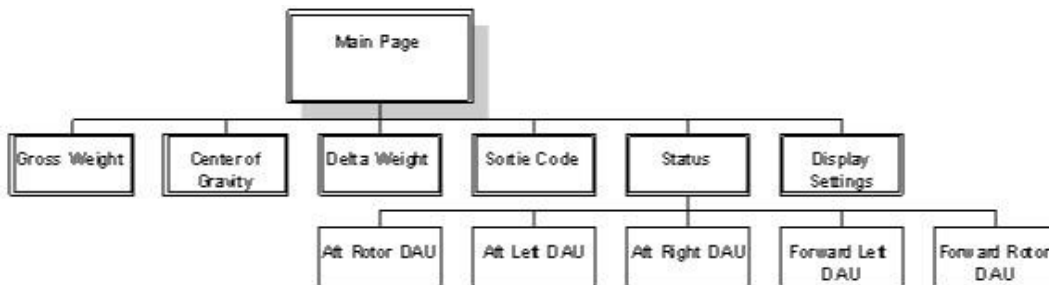 Main Page
Gross Weight
Center of
Gravity
Delta Weight
Sortie Code
Status
Display
Settings
Aft Rotor DAU
Aft Left DAU
Aft Right DAU
Forward Left
DAU
Forward Rotor
DAU